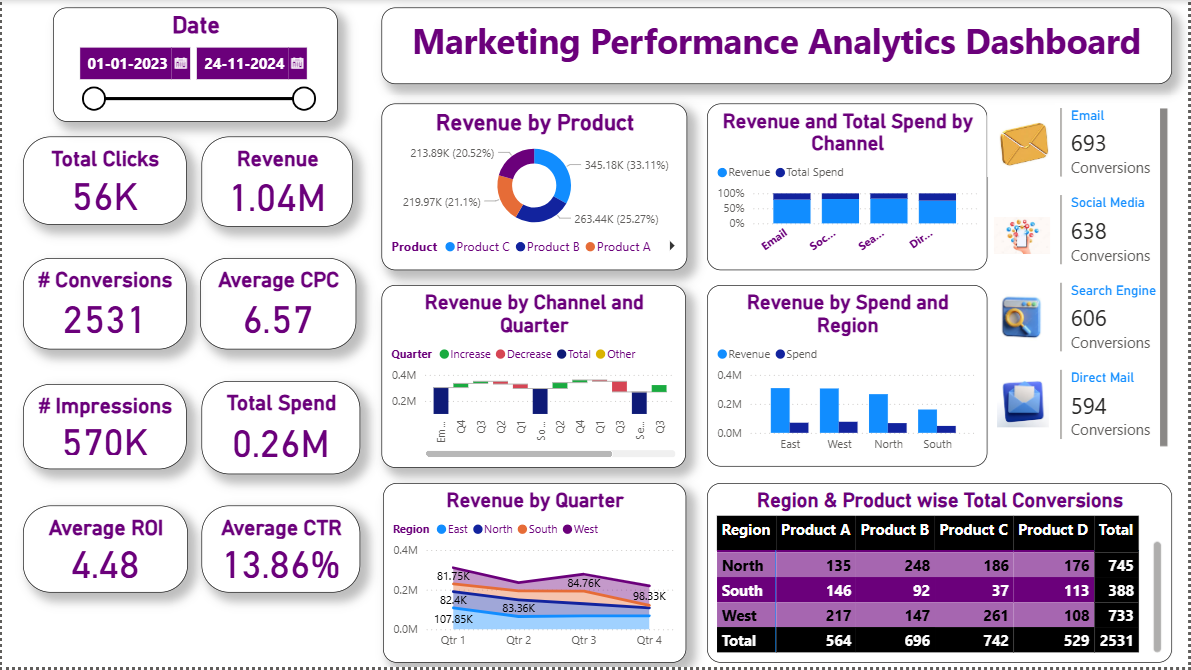 Date
01-01-2023
24-11-2024
Marketing Performance Analytics Dashboard
Total Clicks
56K
Revenue
1.04M
# Conversions
2531
Average CPC
6.57
# Impressions
570K
Total Spend
0.26M
Average ROI
4.48
Average CTR
13.86%
Revenue by Product
213.89K (20.52%)
345.18K (33.11%)
219.97K (21.1%)
263.44K (25.27%)
Product Product C Product B Product A
Revenue and Total Spend by
Channel
Revenue Total Spend
100%
50%
0%
Email Soc... Sea... Dir...
Email
693
Conversions
Social Media
638
Conversions
Search Engine
606
Conversions
Direct Mail
594
Conversions
Revenue by Channel and
Quarter
Quarter Increase Decrease Total Other
0.4M
0.2M
Em... Q4 Q3 Q2 Q1 So... Q2 Q4 Q1 Q3 Se... Q3
Revenue by Spend and
Region
Revenue Spend
0.4M
0.2M
0.0M
East West North South
Revenue by Quarter
Region East North South West
0.4M
0.2M
0.0M
81.75K
84.76K
82.4K
83.36K
98.33K
107.85K
Qtr 1 Qtr 2 Qtr 3 Qtr 4
Region & Product wise Total Conversions
Region Product A Product B Product C Product D Total
North 135 248 186 176 745
South 146 92 37 113 388
West 217 147 261 108 733
Total 564 696 742 529 2531